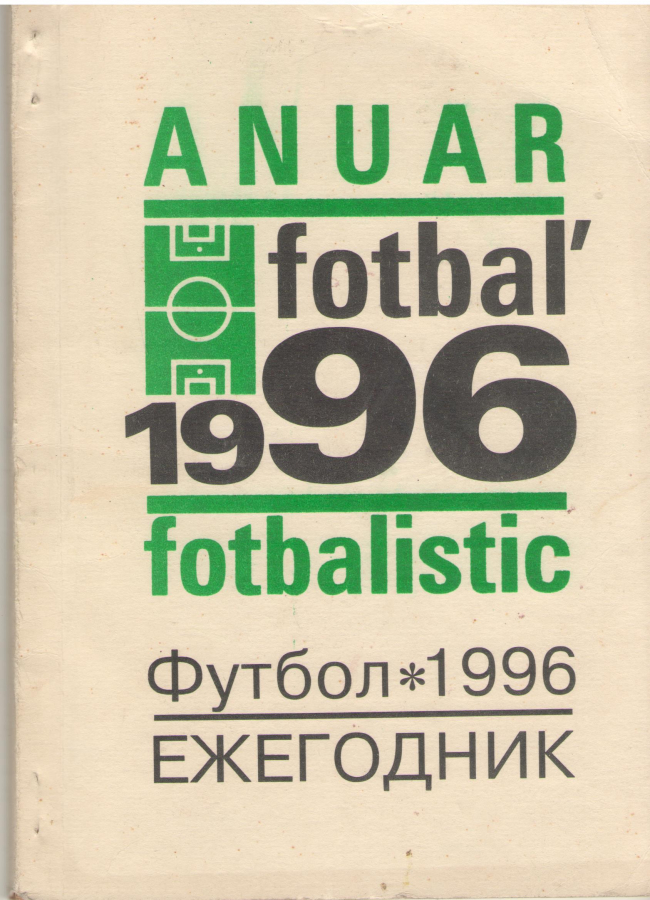 ANUAR
fotbal'
1996
fotbalistic
Футбол*1996
ЕЖЕГОДНИК